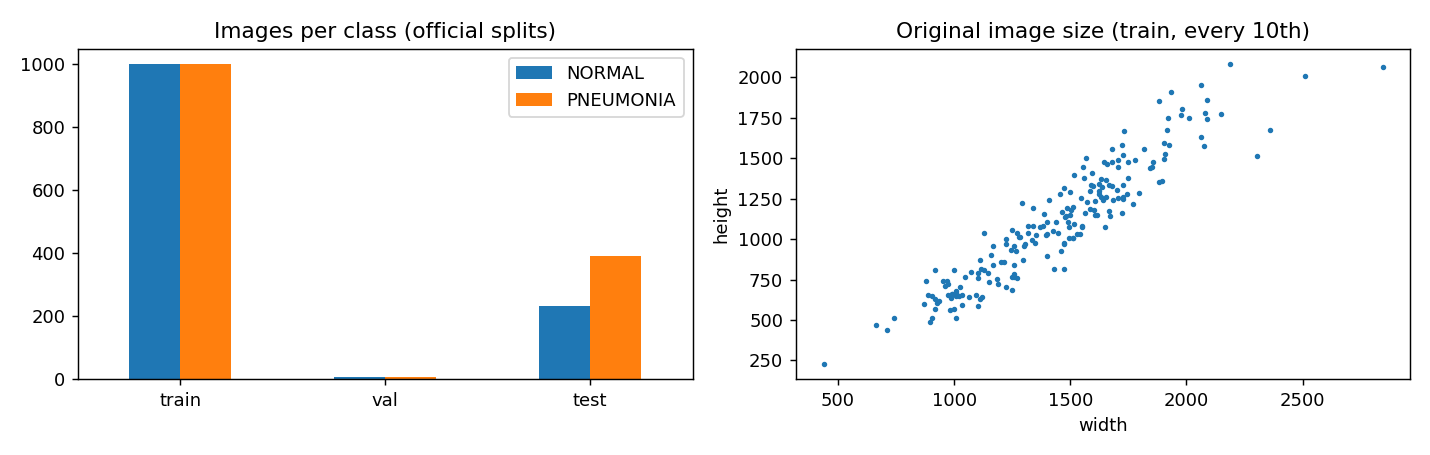 Images per class (official splits)
1000
800
600
400
200
0
NORMAL
PNEUMONIA
train
val
test
Original image size (train, every 10th)
2000
1750
1500
1250
1000
750
500
250
height
500
1000
1500
2000
2500
width